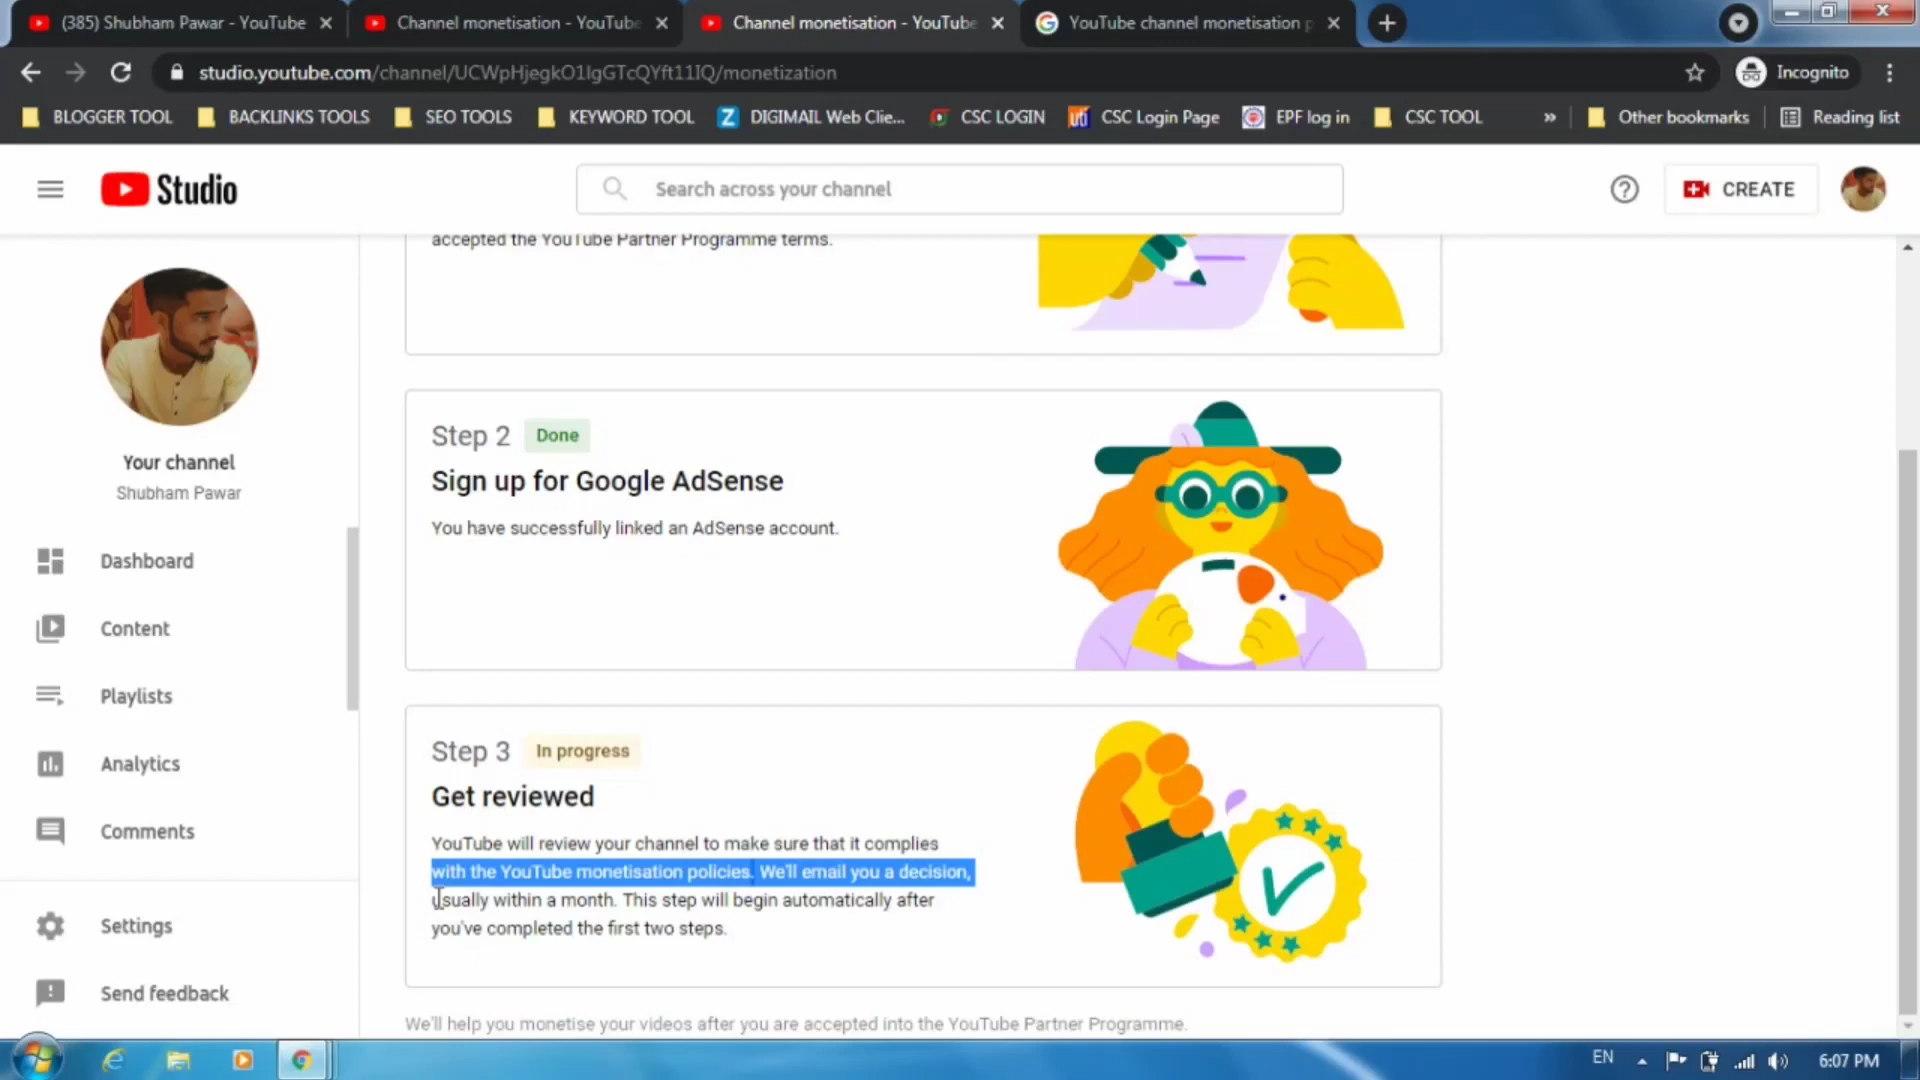 (385) Shubham Pawar - YouTube
Channel monetisation - YouTube
Channel monetisation - YouTube
YouTube channel monetisation p
studio.youtube.com/channel/UCWpHjegkO1IgGTcQYft11IQ/monetization
Incognito
BLOGGER TOOL
BACKLINKS TOOLS
SEO TOOLS
KEYWORD TOOL
Z
DIGIMAIL Web Clie...
CSC LOGIN
uti
CSC Login Page
EPF log in
CSC TOOL
»
Other bookmarks
Reading list
Studio
Search across your channel
CREATE
accepted the YouTube Partner Programme terms.
Your channel
Shubham Pawar
Dashboard
Content
Playlists
Analytics
Comments
Settings
Send feedback
Step 2 Done
Sign up for Google AdSense
You have successfully linked an AdSense account.
Step 3 In progress
Get reviewed
YouTube will review your channel to make sure that it complies
with the YouTube monetisation policies. We'll email you a decision,
usually within a month. This step will begin automatically after
you've completed the first two steps.
We'll help you monetise your videos after you are accepted into the YouTube Partner Programme.
EN
6:07 PM